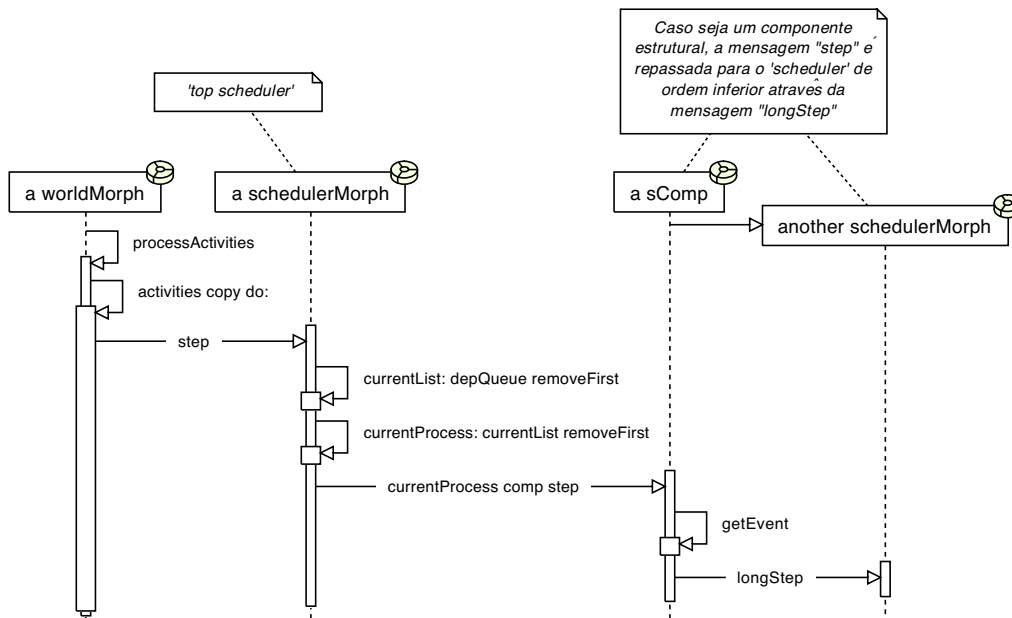 Caso seja um componente
estrutural, a mensagem "step" é
repassada para o 'scheduler' de
ordem inferior através da
mensagem "longStep"
'top scheduler'
a worldMorph
a schedulerMorph
a sComp
another schedulerMorph
processActivities
activities copy do:
step
currentList: depQueue removeFirst
currentProcess: currentList removeFirst
currentProcess comp step
getEvent
longStep